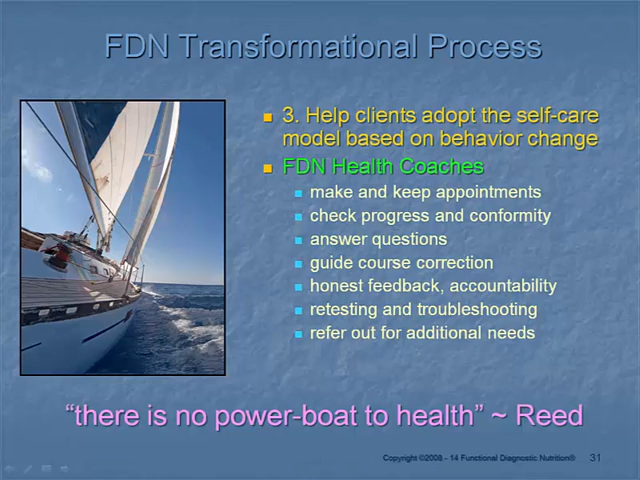 FDN Transformational Process
3. Help clients adopt the self-care
model based on behavior change
FDN Health Coaches
make and keep appointments
check progress and conformity
answer questions
guide course correction
honest feedback, accountability
retesting and troubleshooting
refer out for additional needs
“there is no power-boat to health” ~ Reed
Copyright ©2008 - 14 Functional Diagnostic Nutrition® 31